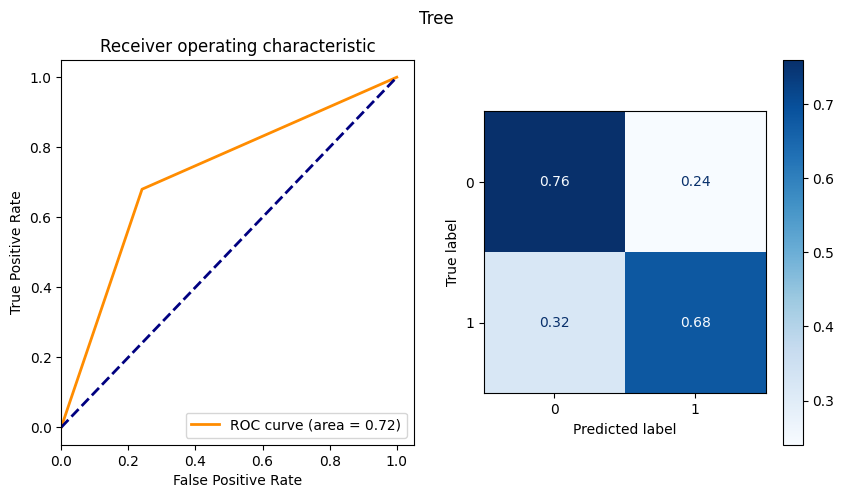 Tree
Receiver operating characteristic
1.0
0.8
0.6
0.4
0.2
0.0
True Positive Rate
0.0 0.2 0.4 0.6 0.8 1.0
False Positive Rate
ROC curve (area = 0.72)
True label
0
1
0.76 0.24
0.32 0.68
0 1
Predicted label
0.7
0.6
0.5
0.4
0.3